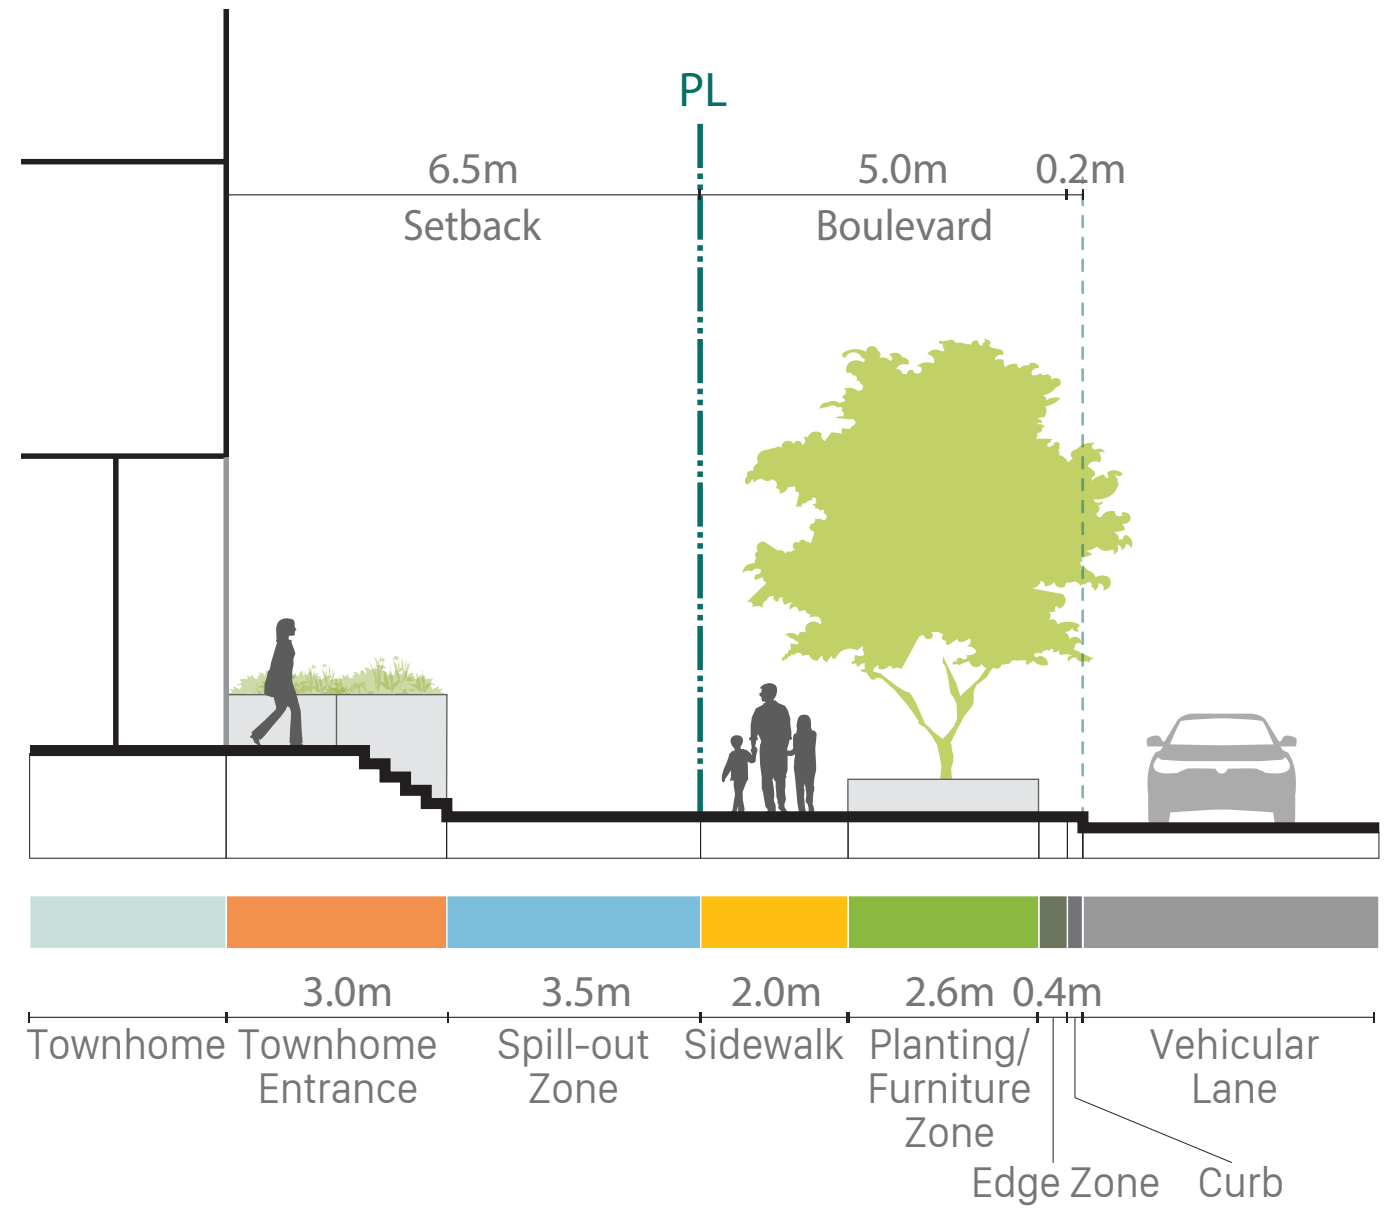 PL
6.5m
5.0m
0.2m
Setback
Boulevard
3.0m
3.5m
2.0m
2.6m
0.4m
Townhome
Townhome
Entrance
Spill-out
Zone
Sidewalk
Planting/
Furniture
Zone
Vehicular
Lane
Edge Zone
Curb